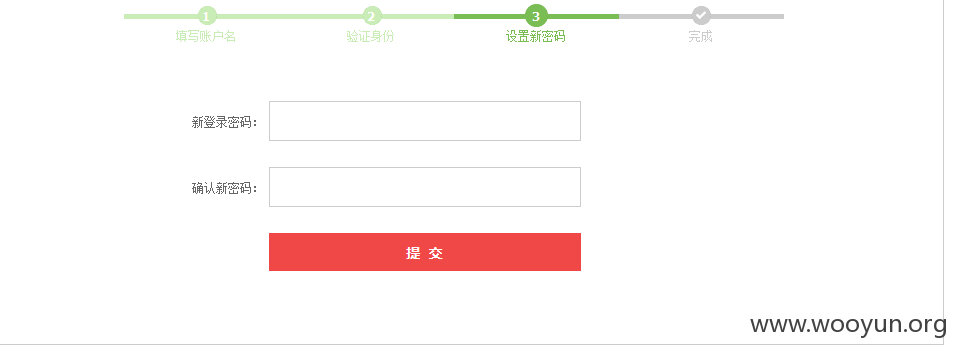 1 2 3
填写账户名 验证身份 设置新密码 完成
新登录密码：
确认新密码：
提 交
www.wooyun.org